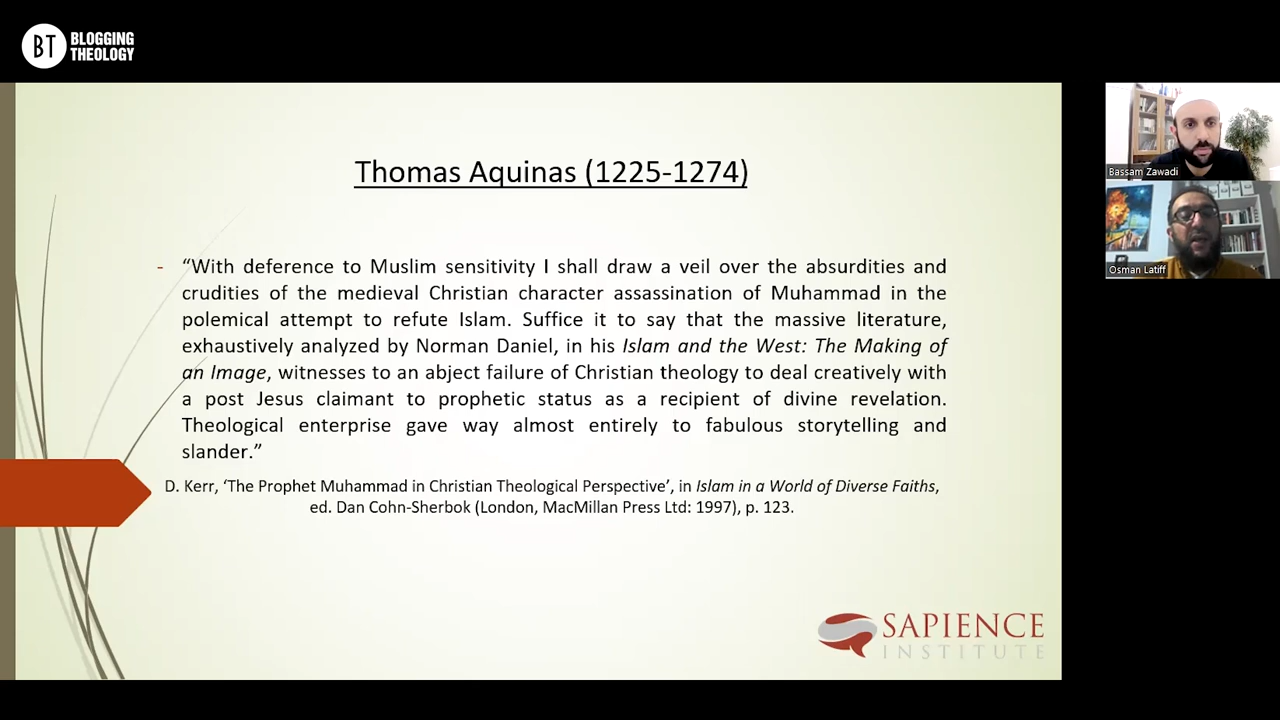 BT BLOGGING
THEOLOGY
Thomas Aquinas (1225-1274)
- “With deference to Muslim sensitivity I shall draw a veil over the absurdities and
crudities of the medieval Christian character assassination of Muhammad in the
polemical attempt to refute Islam. Suffice it to say that the massive literature,
exhaustively analyzed by Norman Daniel, in his Islam and the West: The Making of
an Image, witnesses to an abject failure of Christian theology to deal creatively with
a post Jesus claimant to prophetic status as a recipient of divine revelation.
Theological enterprise gave way almost entirely to fabulous storytelling and
slander.”
D. Kerr, ‘The Prophet Muhammad in Christian Theological Perspective’, in Islam in a World of Diverse Faiths,
ed. Dan Cohn-Sherbok (London, MacMillan Press Ltd: 1997), p. 123.
SAPIENCE
INSTITUTE
Bassam Zawadi
Osman Latiff